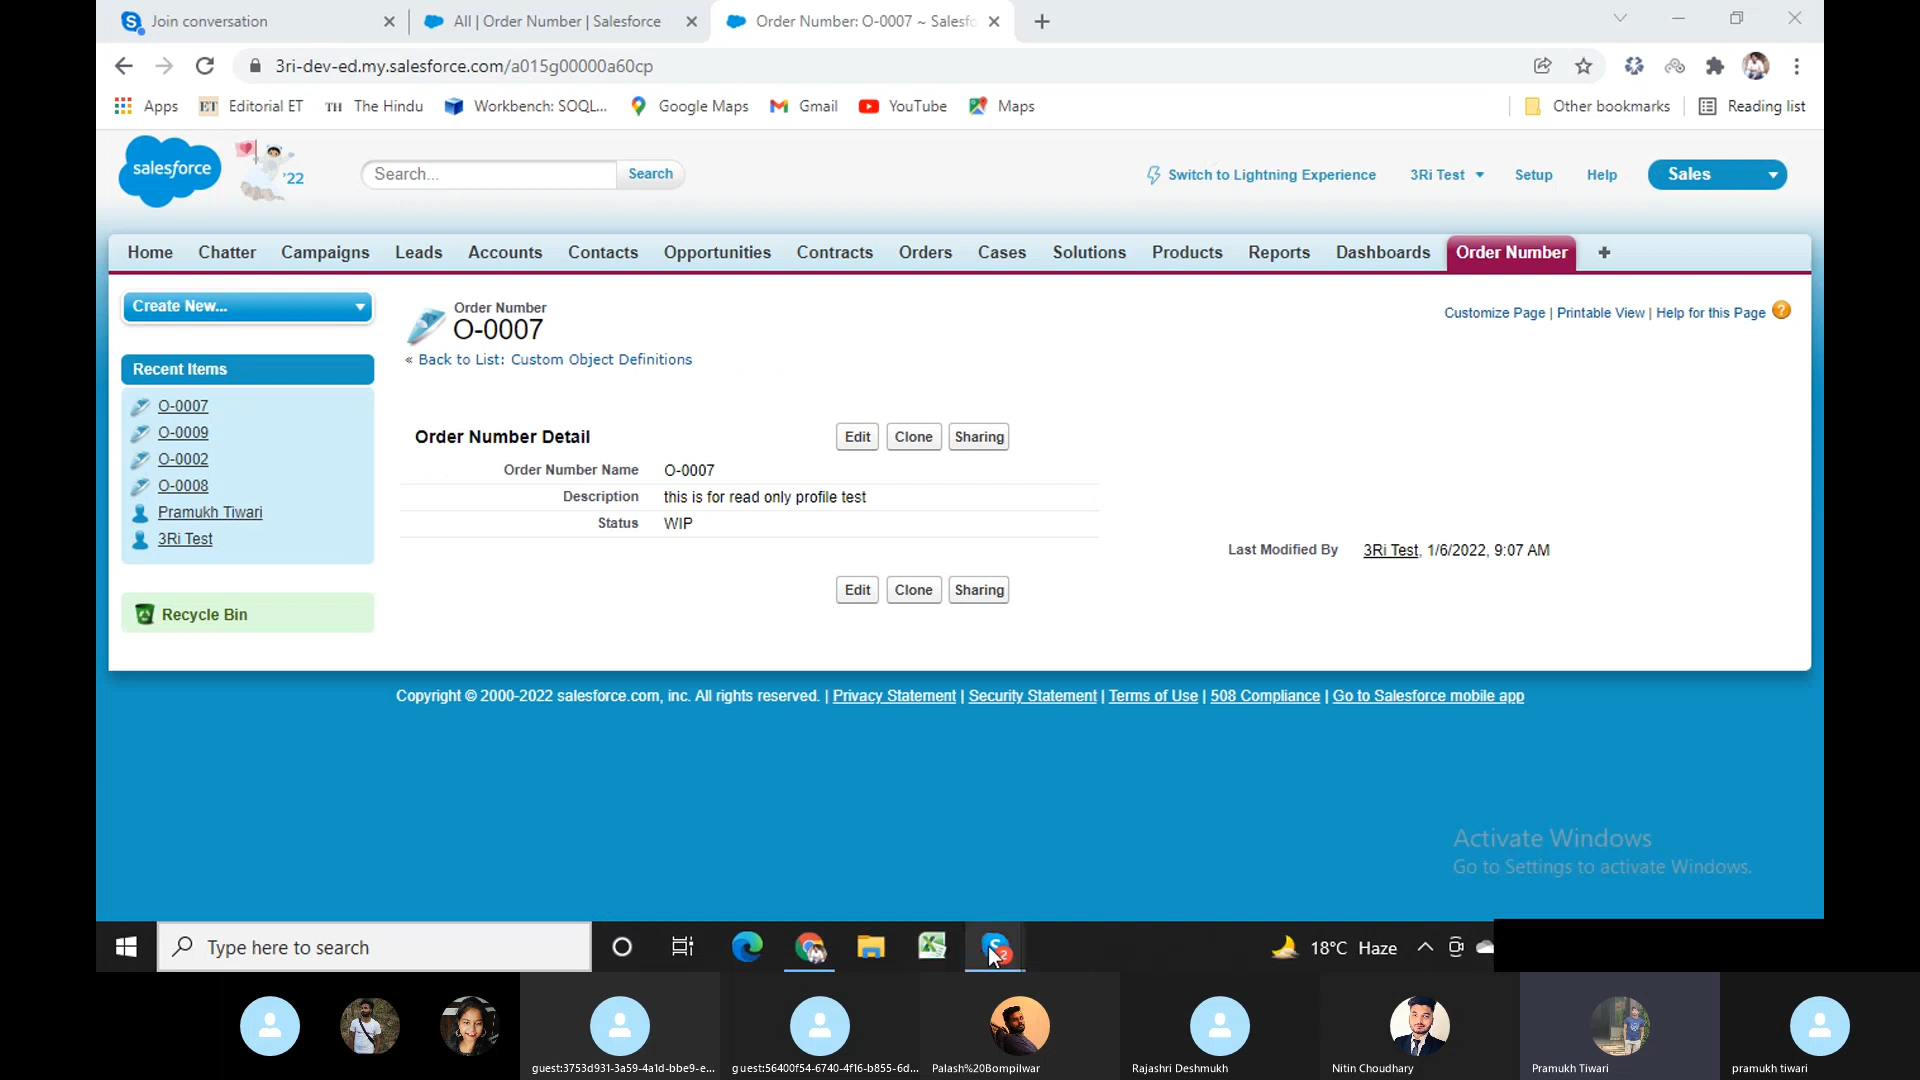 Join conversation
All | Order Number | Salesforce
Order Number: O-0007 ~ Salesfo
3ri-dev-ed.my.salesforce.com/a015g00000a60cp
Apps
ET Editorial ET
TH The Hindu
Workbench: SOQL...
Google Maps
Gmail
YouTube
Maps
Other bookmarks
Reading list
salesforce
'22
Search...
Search
Switch to Lightning Experience
3Ri Test
Setup
Help
Sales
Home Chatter Campaigns Leads Accounts Contacts Opportunities Contracts Orders Cases Solutions Products Reports Dashboards Order Number +
Create New...
Recent Items
O-0007
O-0009
O-0002
O-0008
Pramukh Tiwari
3Ri Test
Recycle Bin
Order Number
O-0007
« Back to List: Custom Object Definitions
Customize Page | Printable View | Help for this Page ?
Order Number Detail
Edit Clone Sharing
Order Number Name O-0007
Description this is for read only profile test
Status WIP
Last Modified By 3Ri Test, 1/6/2022, 9:07 AM
Edit Clone Sharing
Copyright © 2000-2022 salesforce.com, inc. All rights reserved. | Privacy Statement | Security Statement | Terms of Use | 508 Compliance | Go to Salesforce mobile app
Activate Windows
Go to Settings to activate Windows.
Type here to search
2
18°C Haze
guest:3753d931-3a59-4a1d-bbe9-e...
guest:56400f54-6740-4f16-b855-6d...
Palash%20Bompilwar
Rajashri Deshmukh
Nitin Choudhary
Pramukh Tiwari
pramukh tiwari